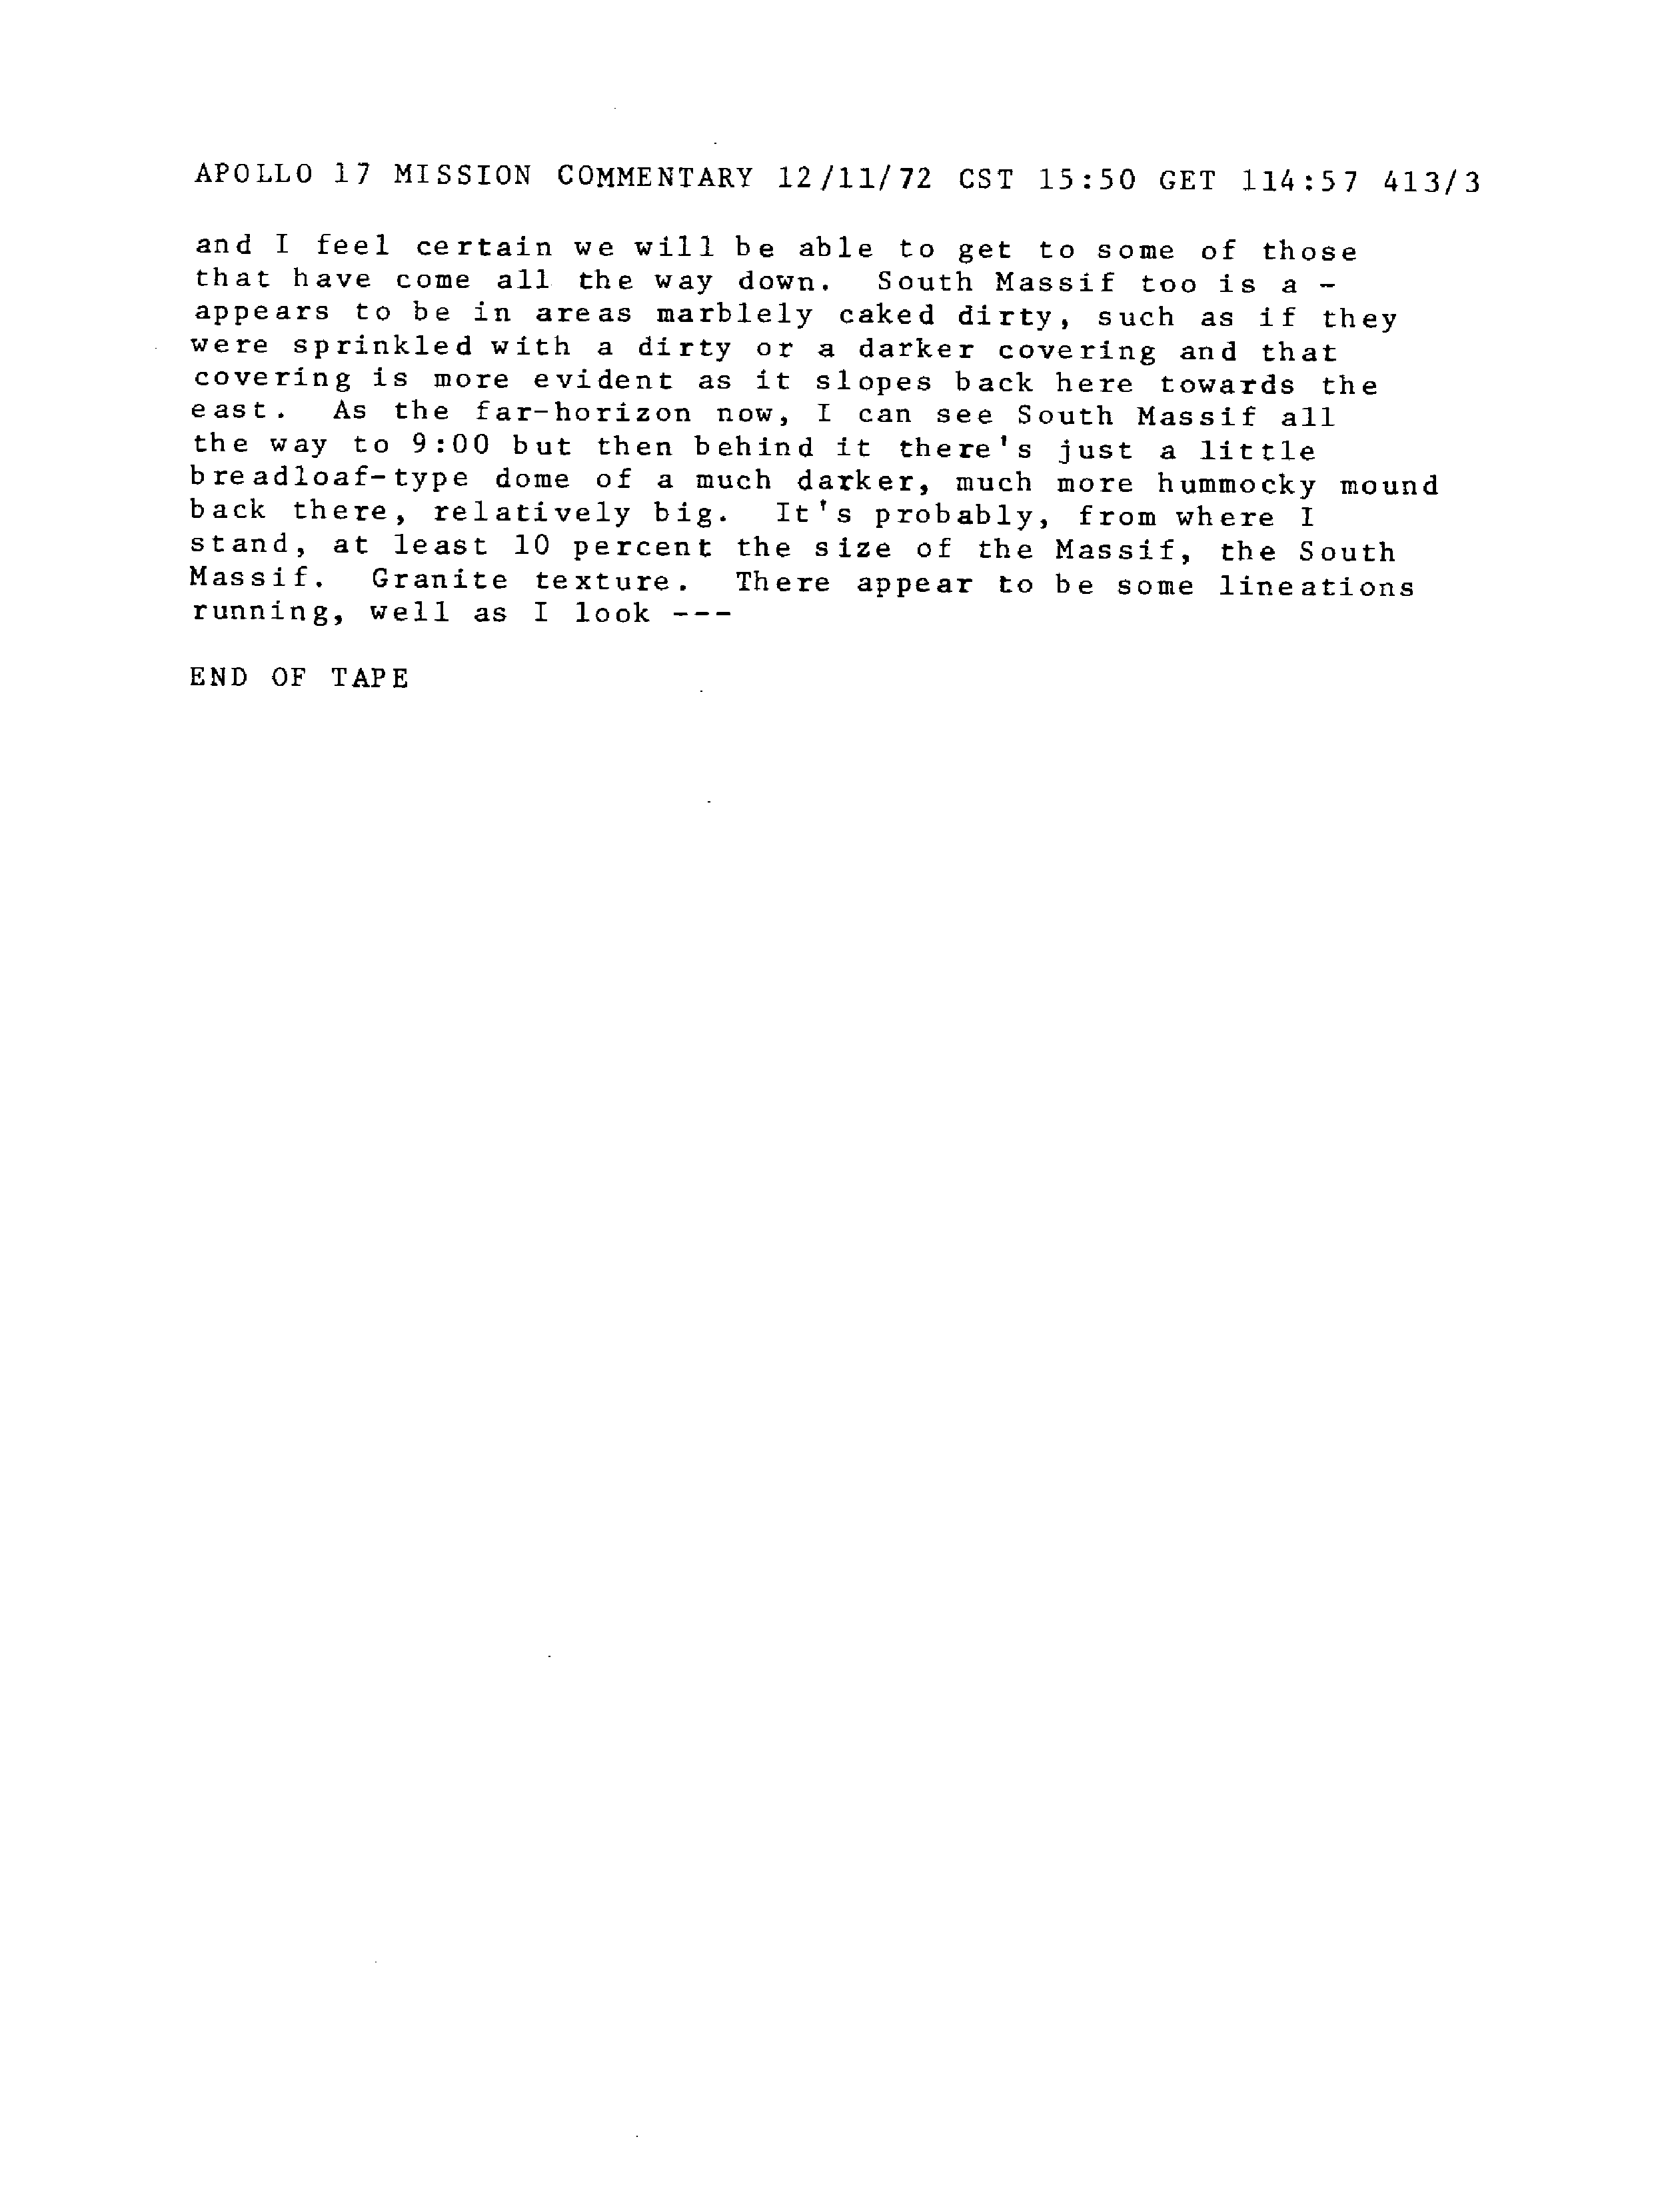 APOLLO 17 MISSION COMMENTARY 12/11/72 CST 15:50 GET 114:57 413/3
and I feel certain we will be able to get to some of those
that have come all the way down. South Massif too is a -
appears to be in areas marblely caked dirty, such as if they
were sprinkled with a dirty or a darker covering and that
covering is more evident as it slopes back here towards the
east. As the far-horizon now, I can see South Massif all
the way to 9:00 but then behind it there's just a little
breadloaf-type dome of a much darker, much more hummocky mound
back there, relatively big. It's probably, from where I
stand, at least 10 percent the size of the Massif, the South
Massif. Granite texture. There appear to be some lineations
running, well as I look ---
END OF TAPE